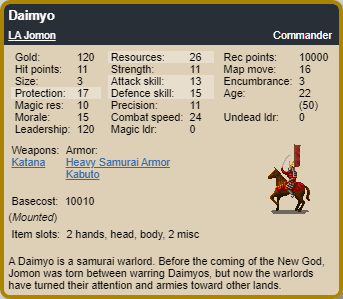 Daimyo
LA Jomon Commander
Gold: 120 Resources: 26 Rec points: 10000
Hit points: 11 Strength: 11 Map move: 16
Size: 3 Attack skill: 13 Encumbrance: 3
Protection: 17 Defence skill: 15 Age: 22
Magic res: 10 Precision: 11 (50)
Morale: 15 Combat speed: 24 Undead ldr: 0
Leadership: 120 Magic ldr: 0
Weapons: Armor:
Katana Heavy Samurai Armor
Kabuto
Basecost: 10010
(Mounted)
Item slots: 2 hands, head, body, 2 misc
A Daimyo is a samurai warlord. Before the coming of the New God,
Jomon was torn between warring Daimyos, but now the warlords
have turned their attention and armies toward other lands.